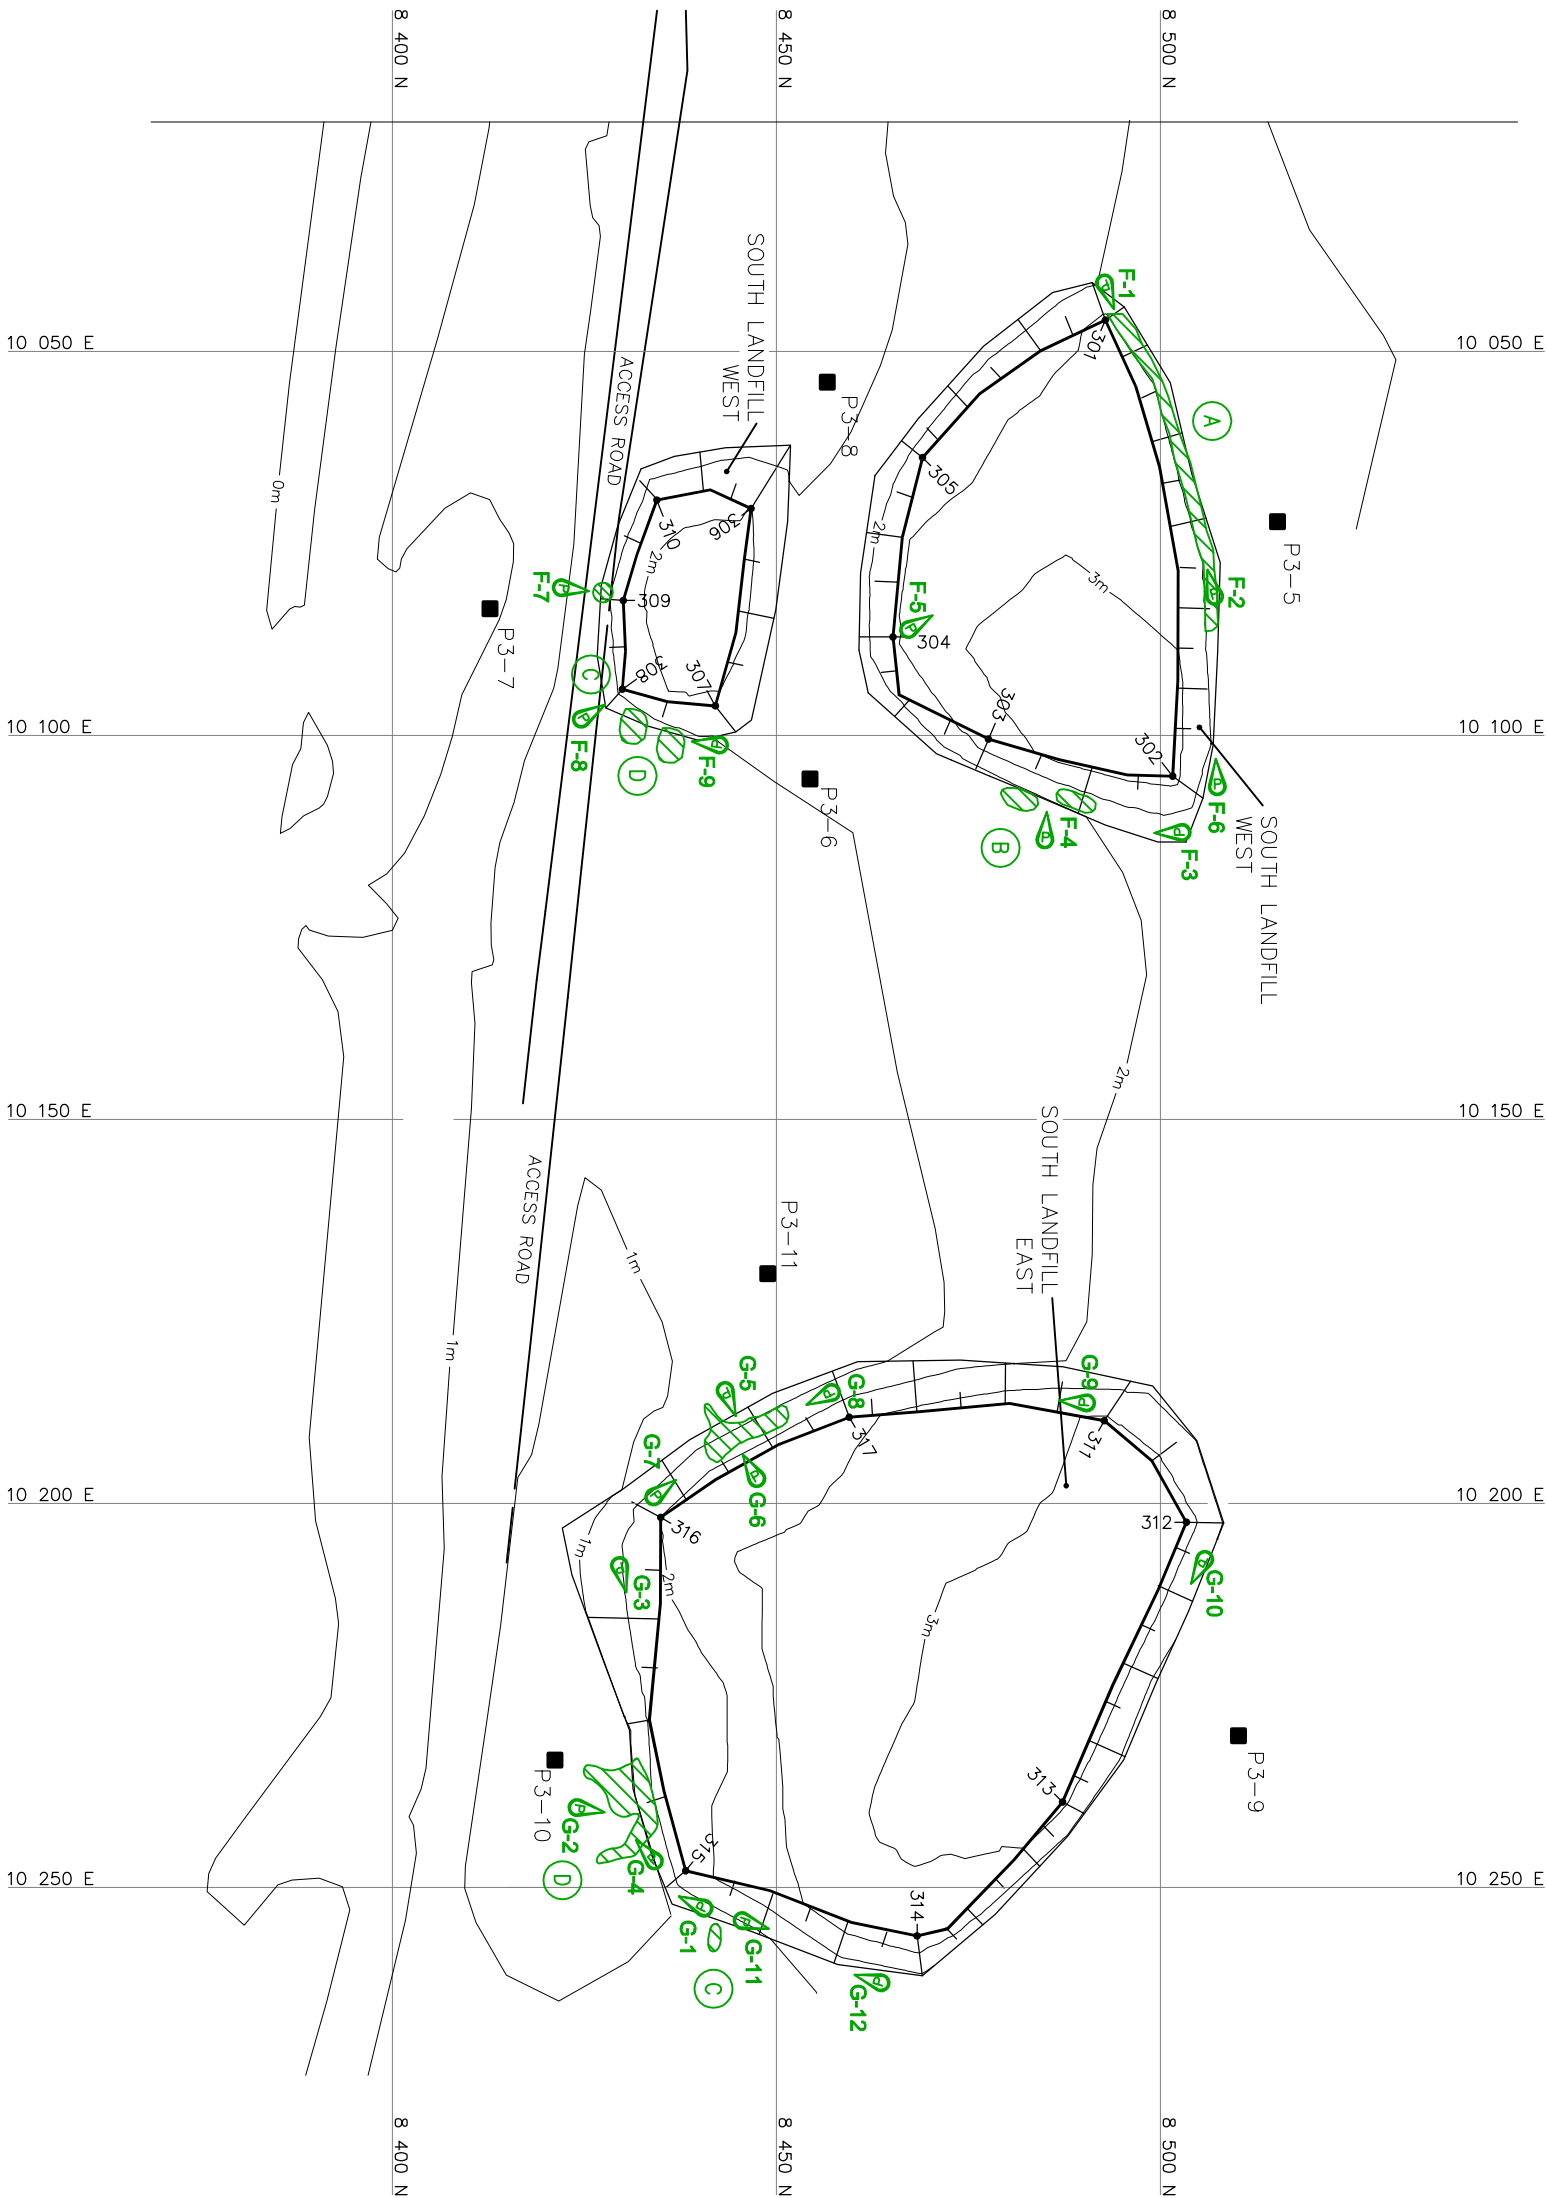 8 400 N
8 450 N
8 500 N
10 050 E
10 050 E
10 100 E
10 100 E
10 150 E
10 150 E
10 200 E
10 200 E
10 250 E
10 250 E
8 400 N
8 450 N
8 500 N
SOUTH LANDFILL
WEST
ACCESS ROAD
0m
P3-8
F-1
301
A
305
2m
P3-5
F-2
P
P
3m
F-5
P
304
303
302
306
310
2m
309
F-7
P
P3-7
308
307
C
P
F-8
D
P
F-9
P3-6
B
F-4
P
P
F-6
P
F-3
SOUTH LANDFILL
WEST
2m
SOUTH LANDFILL
EAST
ACCESS ROAD
1m
1m
P3-11
G-5
P
G-8
P
G-9
P
311
317
G-7
P
G-6
P
316
312
1m
G-3
P
2m
3m
P
G-10
P3-9
313
P3-10
P
G-2
D
G-4
P
315
314
P
G-1
P
G-11
C
P
G-12